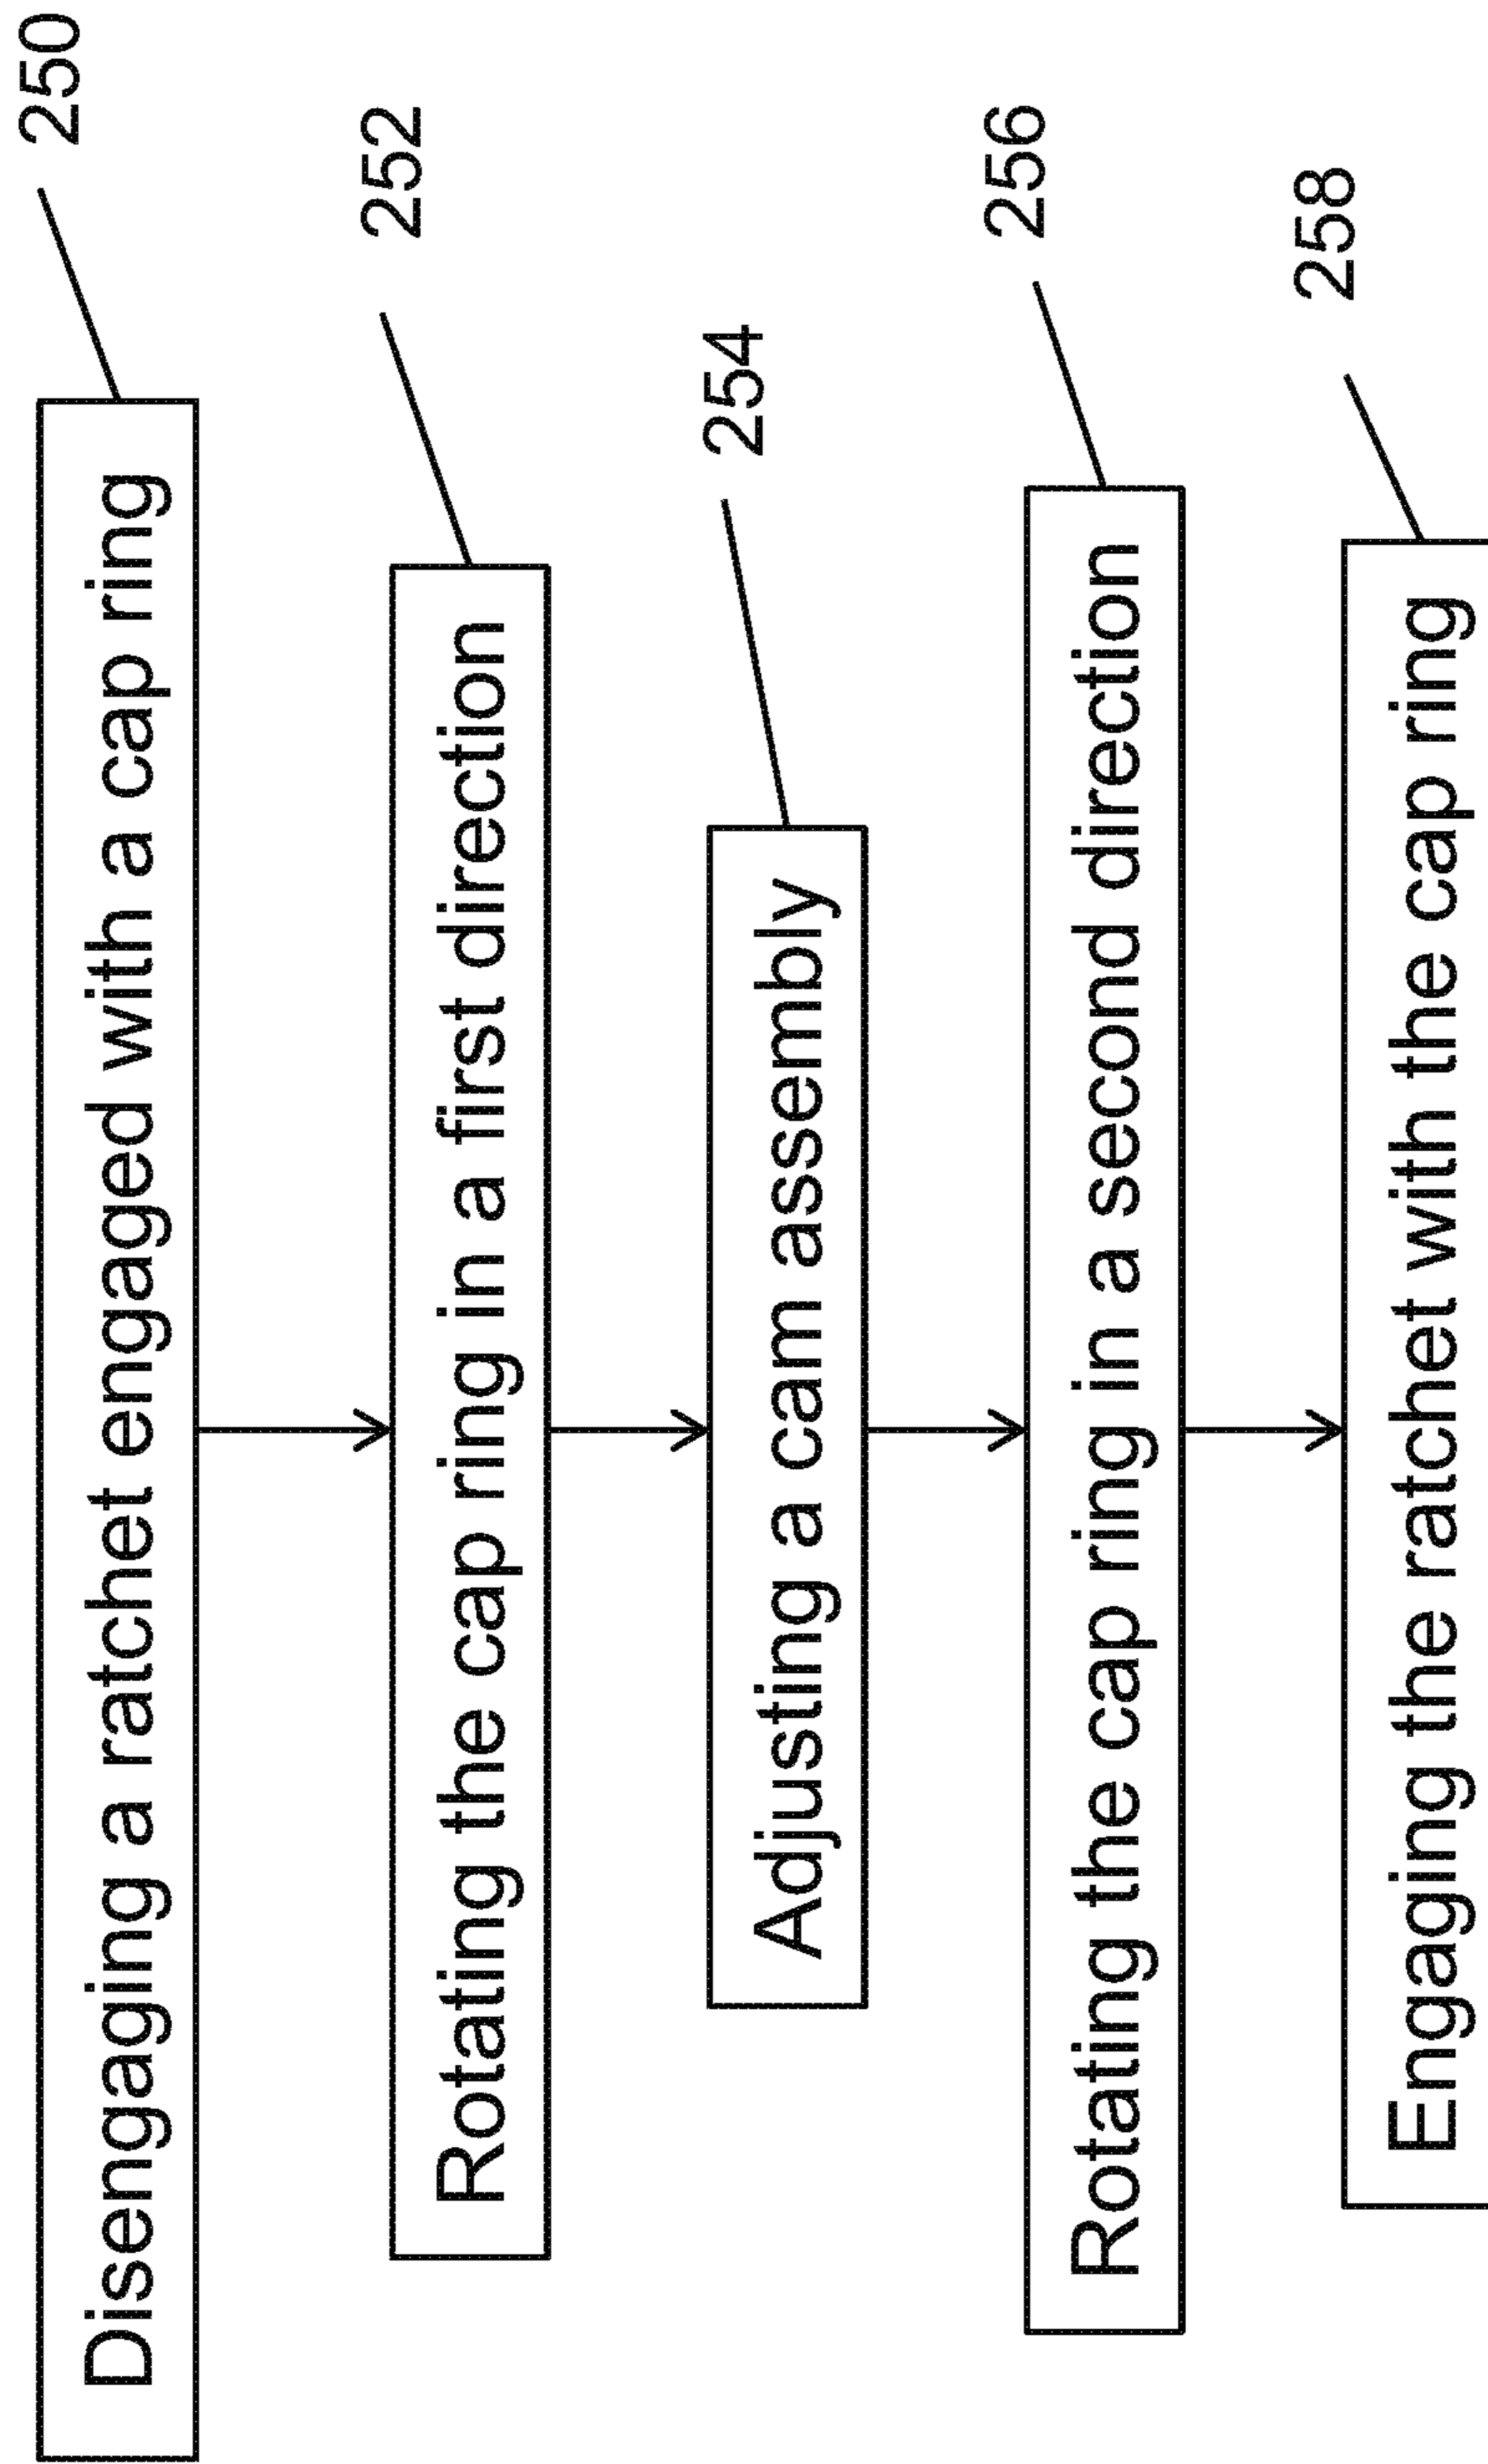 250
Disengaging a ratchet engaged with a cap ring
252
Rotating the cap ring in a first direction
254
Adjusting a cam assembly
256
Rotating the cap ring in a second direction
258
Engaging the ratchet with the cap ring